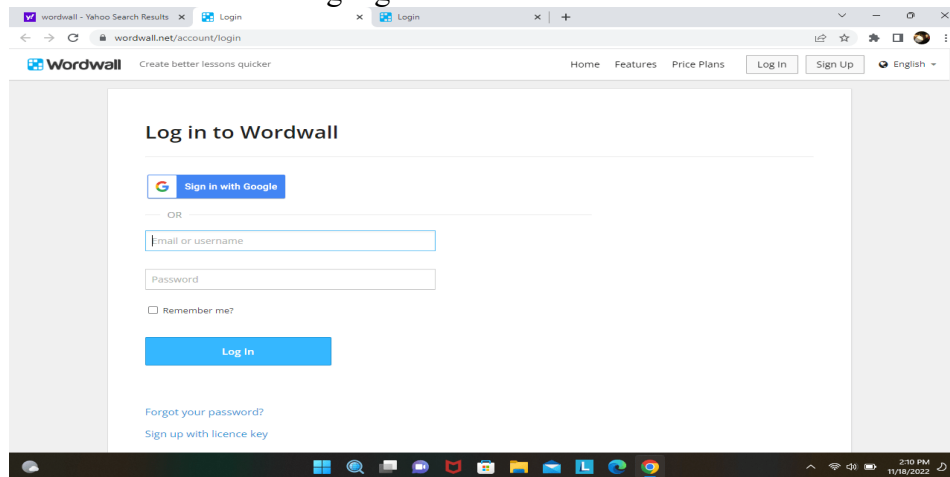 wordwall - Yahoo Search Results
Login
Login
wordwall.net/account/login
Wordwall Create better lessons quicker Home Features Price Plans Log In Sign Up English
Log in to Wordwall
Sign in with Google
OR
Email or username
Password
Remember me?
Log In
Forgot your password?
Sign up with licence key
2:10 PM
11/18/2022